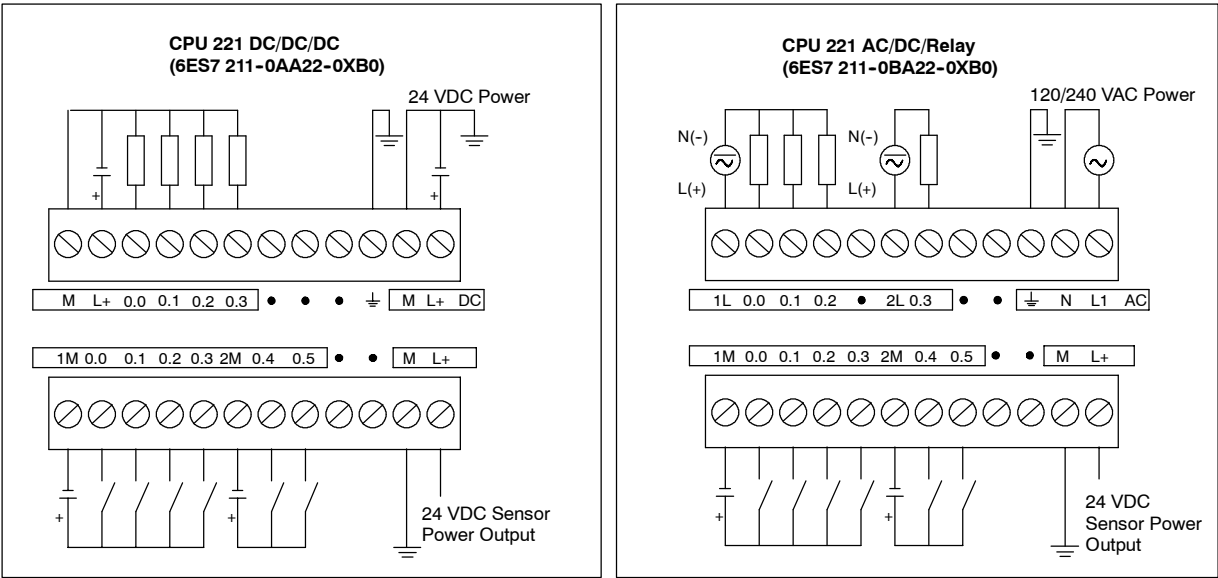 CPU 221 DC/DC/DC
(6ES7 211-0AA22-0XB0)
24 VDC Power
+
+
M L+ 0.0 0.1 0.2 0.3 M L+ DC
1M 0.0 0.1 0.2 0.3 2M 0.4 0.5 M L+
+
+
24 VDC Sensor
Power Output
CPU 221 AC/DC/Relay
(6ES7 211-0BA22-0XB0)
120/240 VAC Power
N(-) N(-)
L(+) L(+)
1L 0.0 0.1 0.2 2L 0.3 N L1 AC
1M 0.0 0.1 0.2 0.3 2M 0.4 0.5 M L+
+
+
24 VDC
Sensor Power
Output